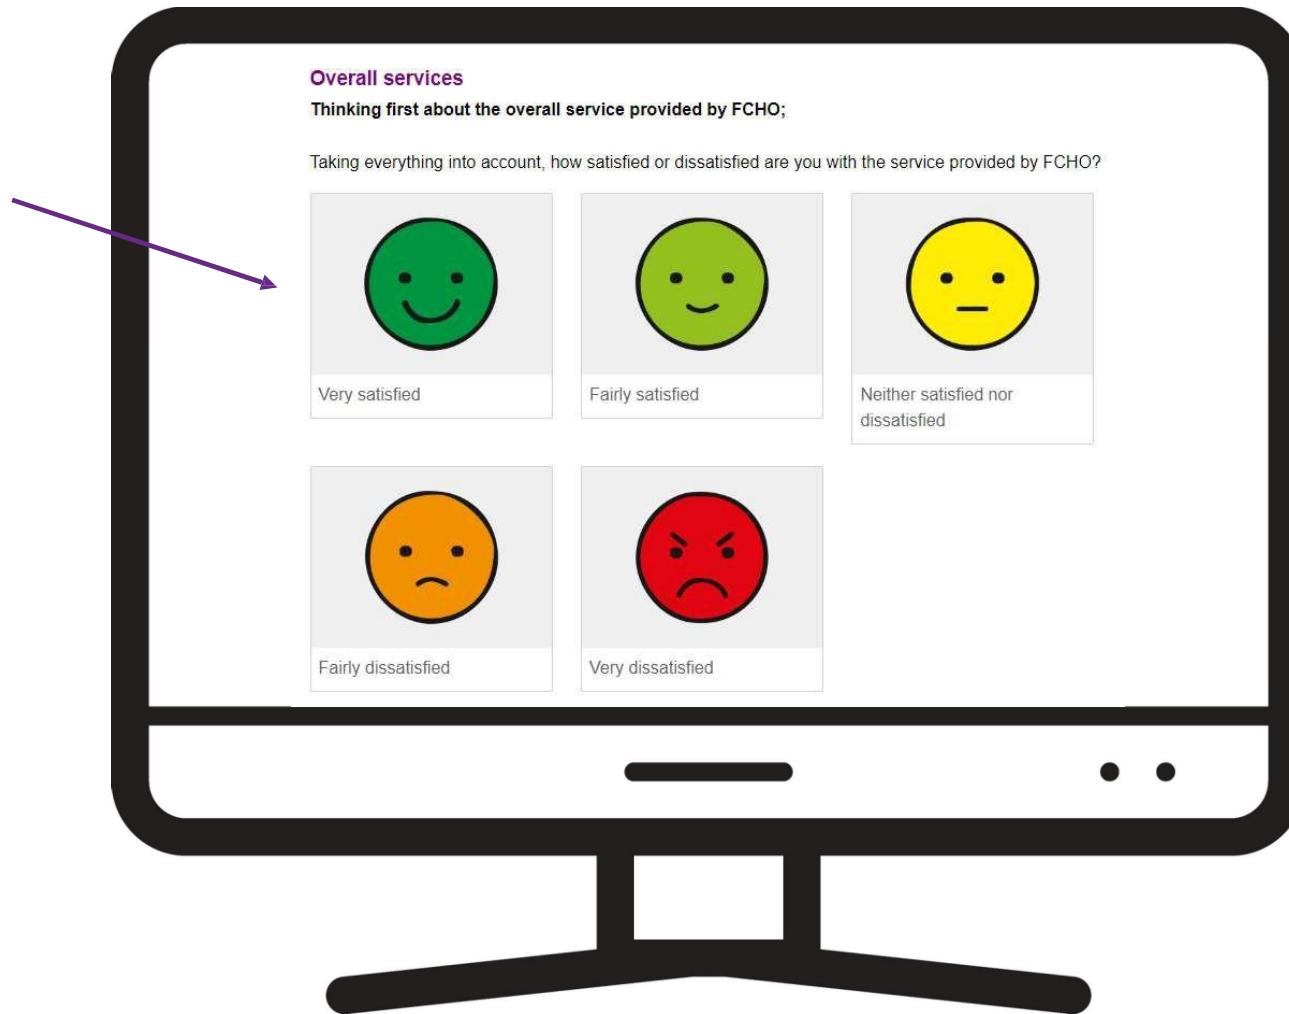 Overall services
Thinking first about the overall service provided by FCHO;
Taking everything into account, how satisfied or dissatisfied are you with the service provided by FCHO?
Very satisfied
Fairly satisfied
Neither satisfied nor
dissatisfied
Fairly dissatisfied
Very dissatisfied